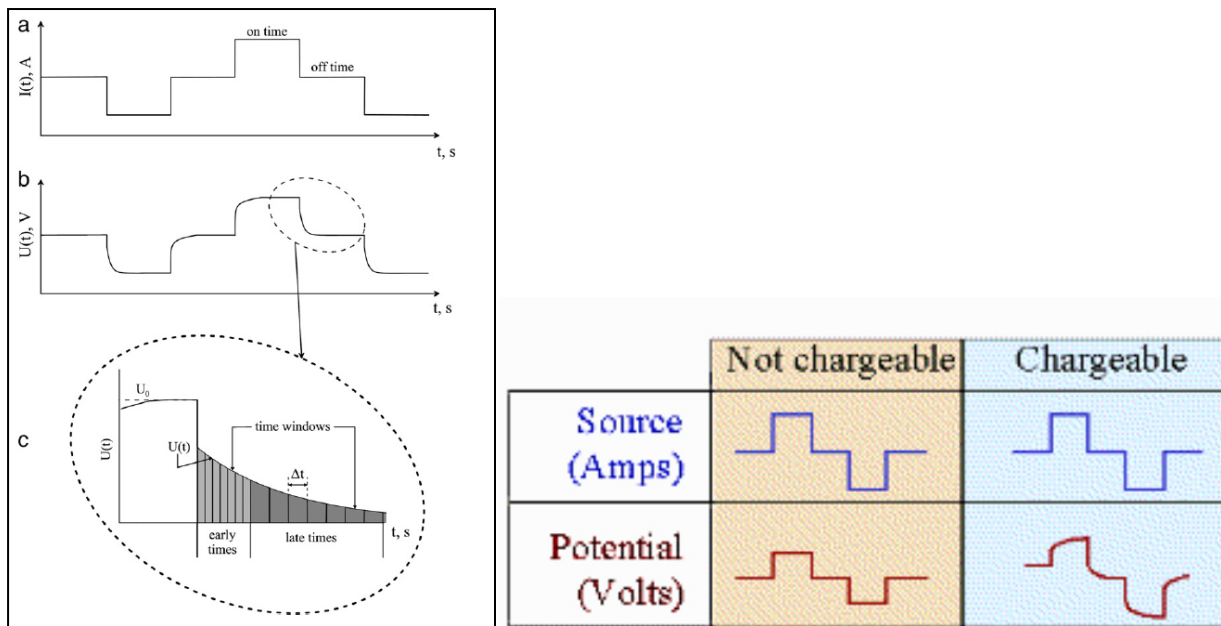 a
I(t), A
on time
off time
t, s
b
U(t), V
t, s
c
U(t)
U₀
U(t)
time windows
Δt
t, s
early
times
late times
Not chargeable
Chargeable
Source
(Amps)
Potential
(Volts)